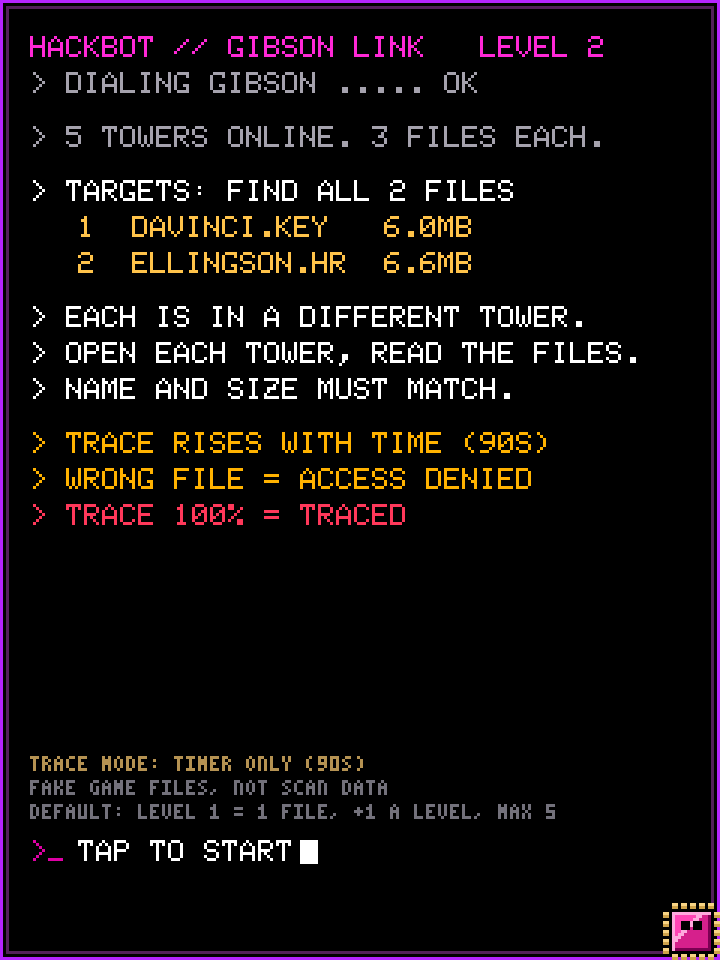 HACKBOT // GIBSON LINK   LEVEL 2
> DIALING GIBSON ..... OK
> 5 TOWERS ONLINE. 3 FILES EACH.
> TARGETS: FIND ALL 2 FILES
1  DAVINCI.KEY   6.0MB
2  ELLINGSON.HR  6.6MB
> EACH IS IN A DIFFERENT TOWER.
> OPEN EACH TOWER, READ THE FILES.
> NAME AND SIZE MUST MATCH.
> TRACE RISES WITH TIME (90S)
> WRONG FILE = ACCESS DENIED
> TRACE 100% = TRACED
TRACE MODE: TIMER ONLY (90S)
FAKE GAME FILES, NOT SCAN DATA
DEFAULT: LEVEL 1 = 1 FILE, +1 A LEVEL, MAX 5
>_ TAP TO START